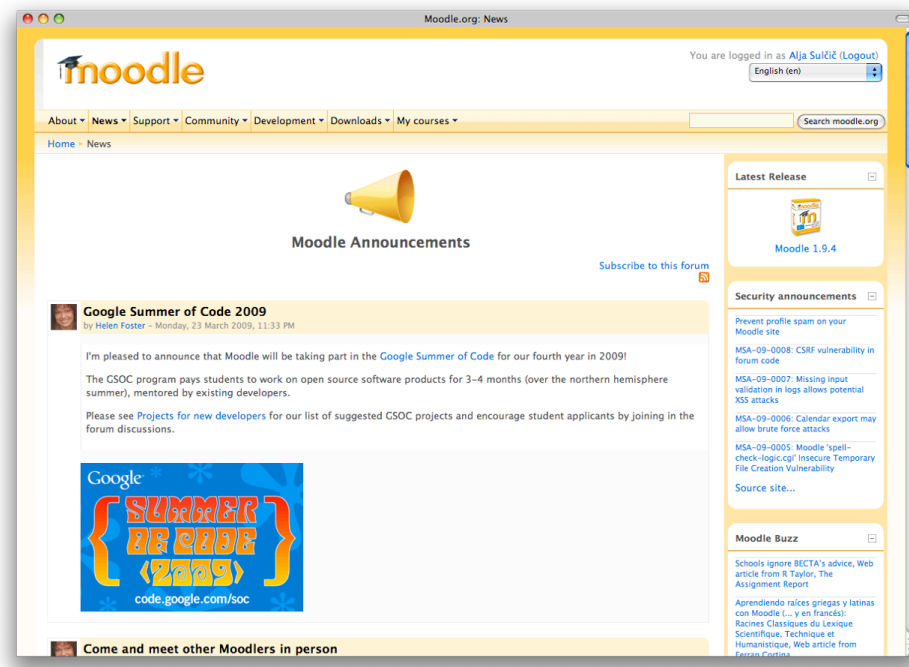 Moodle.org: News
moodle
You are logged in as Alja Sulčič (Logout)
English (en)
About News Support Community Development Downloads My courses
Search moodle.org
Home News
Moodle Announcements
Subscribe to this forum
Google Summer of Code 2009
by Helen Foster – Monday, 23 March 2009, 11:33 PM
I'm pleased to announce that Moodle will be taking part in the Google Summer of Code for our fourth year in 2009!
The GSOC program pays students to work on open source software products for 3–4 months (over the northern hemisphere
summer), mentored by existing developers.
Please see Projects for new developers for our list of suggested GSOC projects and encourage student applicants by joining in the
forum discussions.
Google
SUMMER
OF CODE
<2009>
code.google.com/soc
Come and meet other Moodlers in person
Latest Release
moodle
m
Moodle 1.9.4
Security announcements
Prevent profile spam on your
Moodle site
MSA-09-0008: CSRF vulnerability in
forum code
MSA-09-0007: Missing input
validation in logs allows potential
XSS attacks
MSA-09-0006: Calendar export may
allow brute force attacks
MSA-09-0005: Moodle 'spell-
check-logic.cgi' Insecure Temporary
File Creation Vulnerability
Source site...
Moodle Buzz
Schools ignore BECTA's advice, Web
article from R Taylor, The
Assignment Report
Aprendiendo raíces griegas y latinas
con Moodle (... y en francés):
Racines Classiques du Lexique
Scientifique, Technique et
Humanistique, Web article from
Ferran Cortina